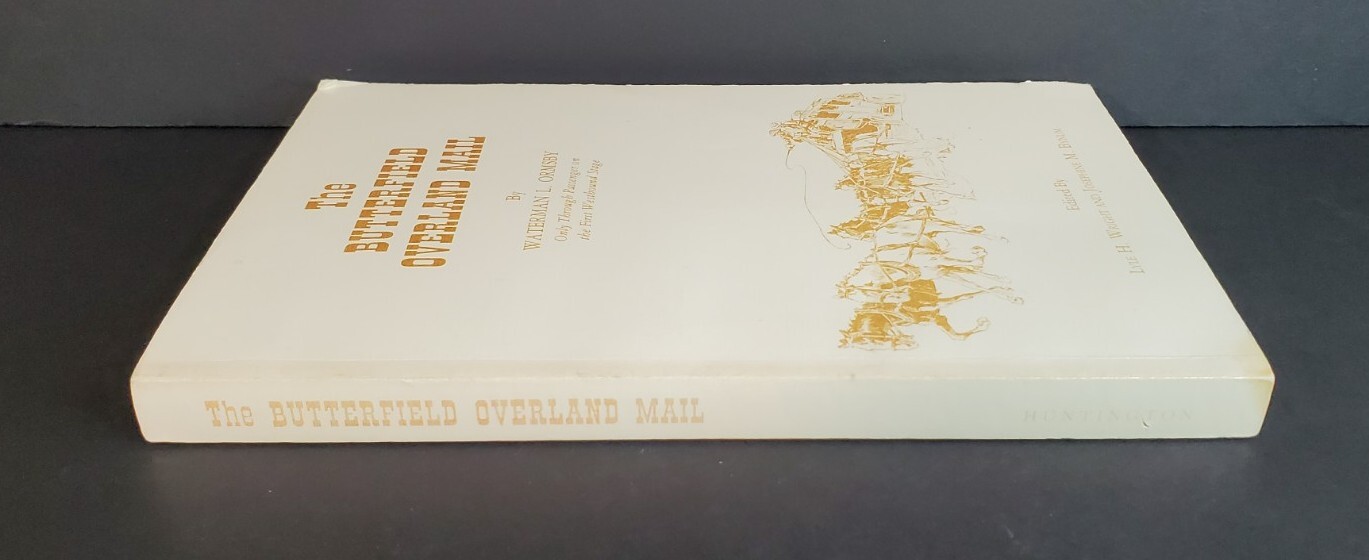 The
BUTTERFIELD
OVERLAND MAIL
By
WATERMAN L. ORMSBY
Only Through Passenger on
the First Westbound Stage
Edited By
LYLE H. WRIGHT AND JOSEPHINE M. BYNUM
The BUTTERFIELD OVERLAND MAIL
HUNTINGTON